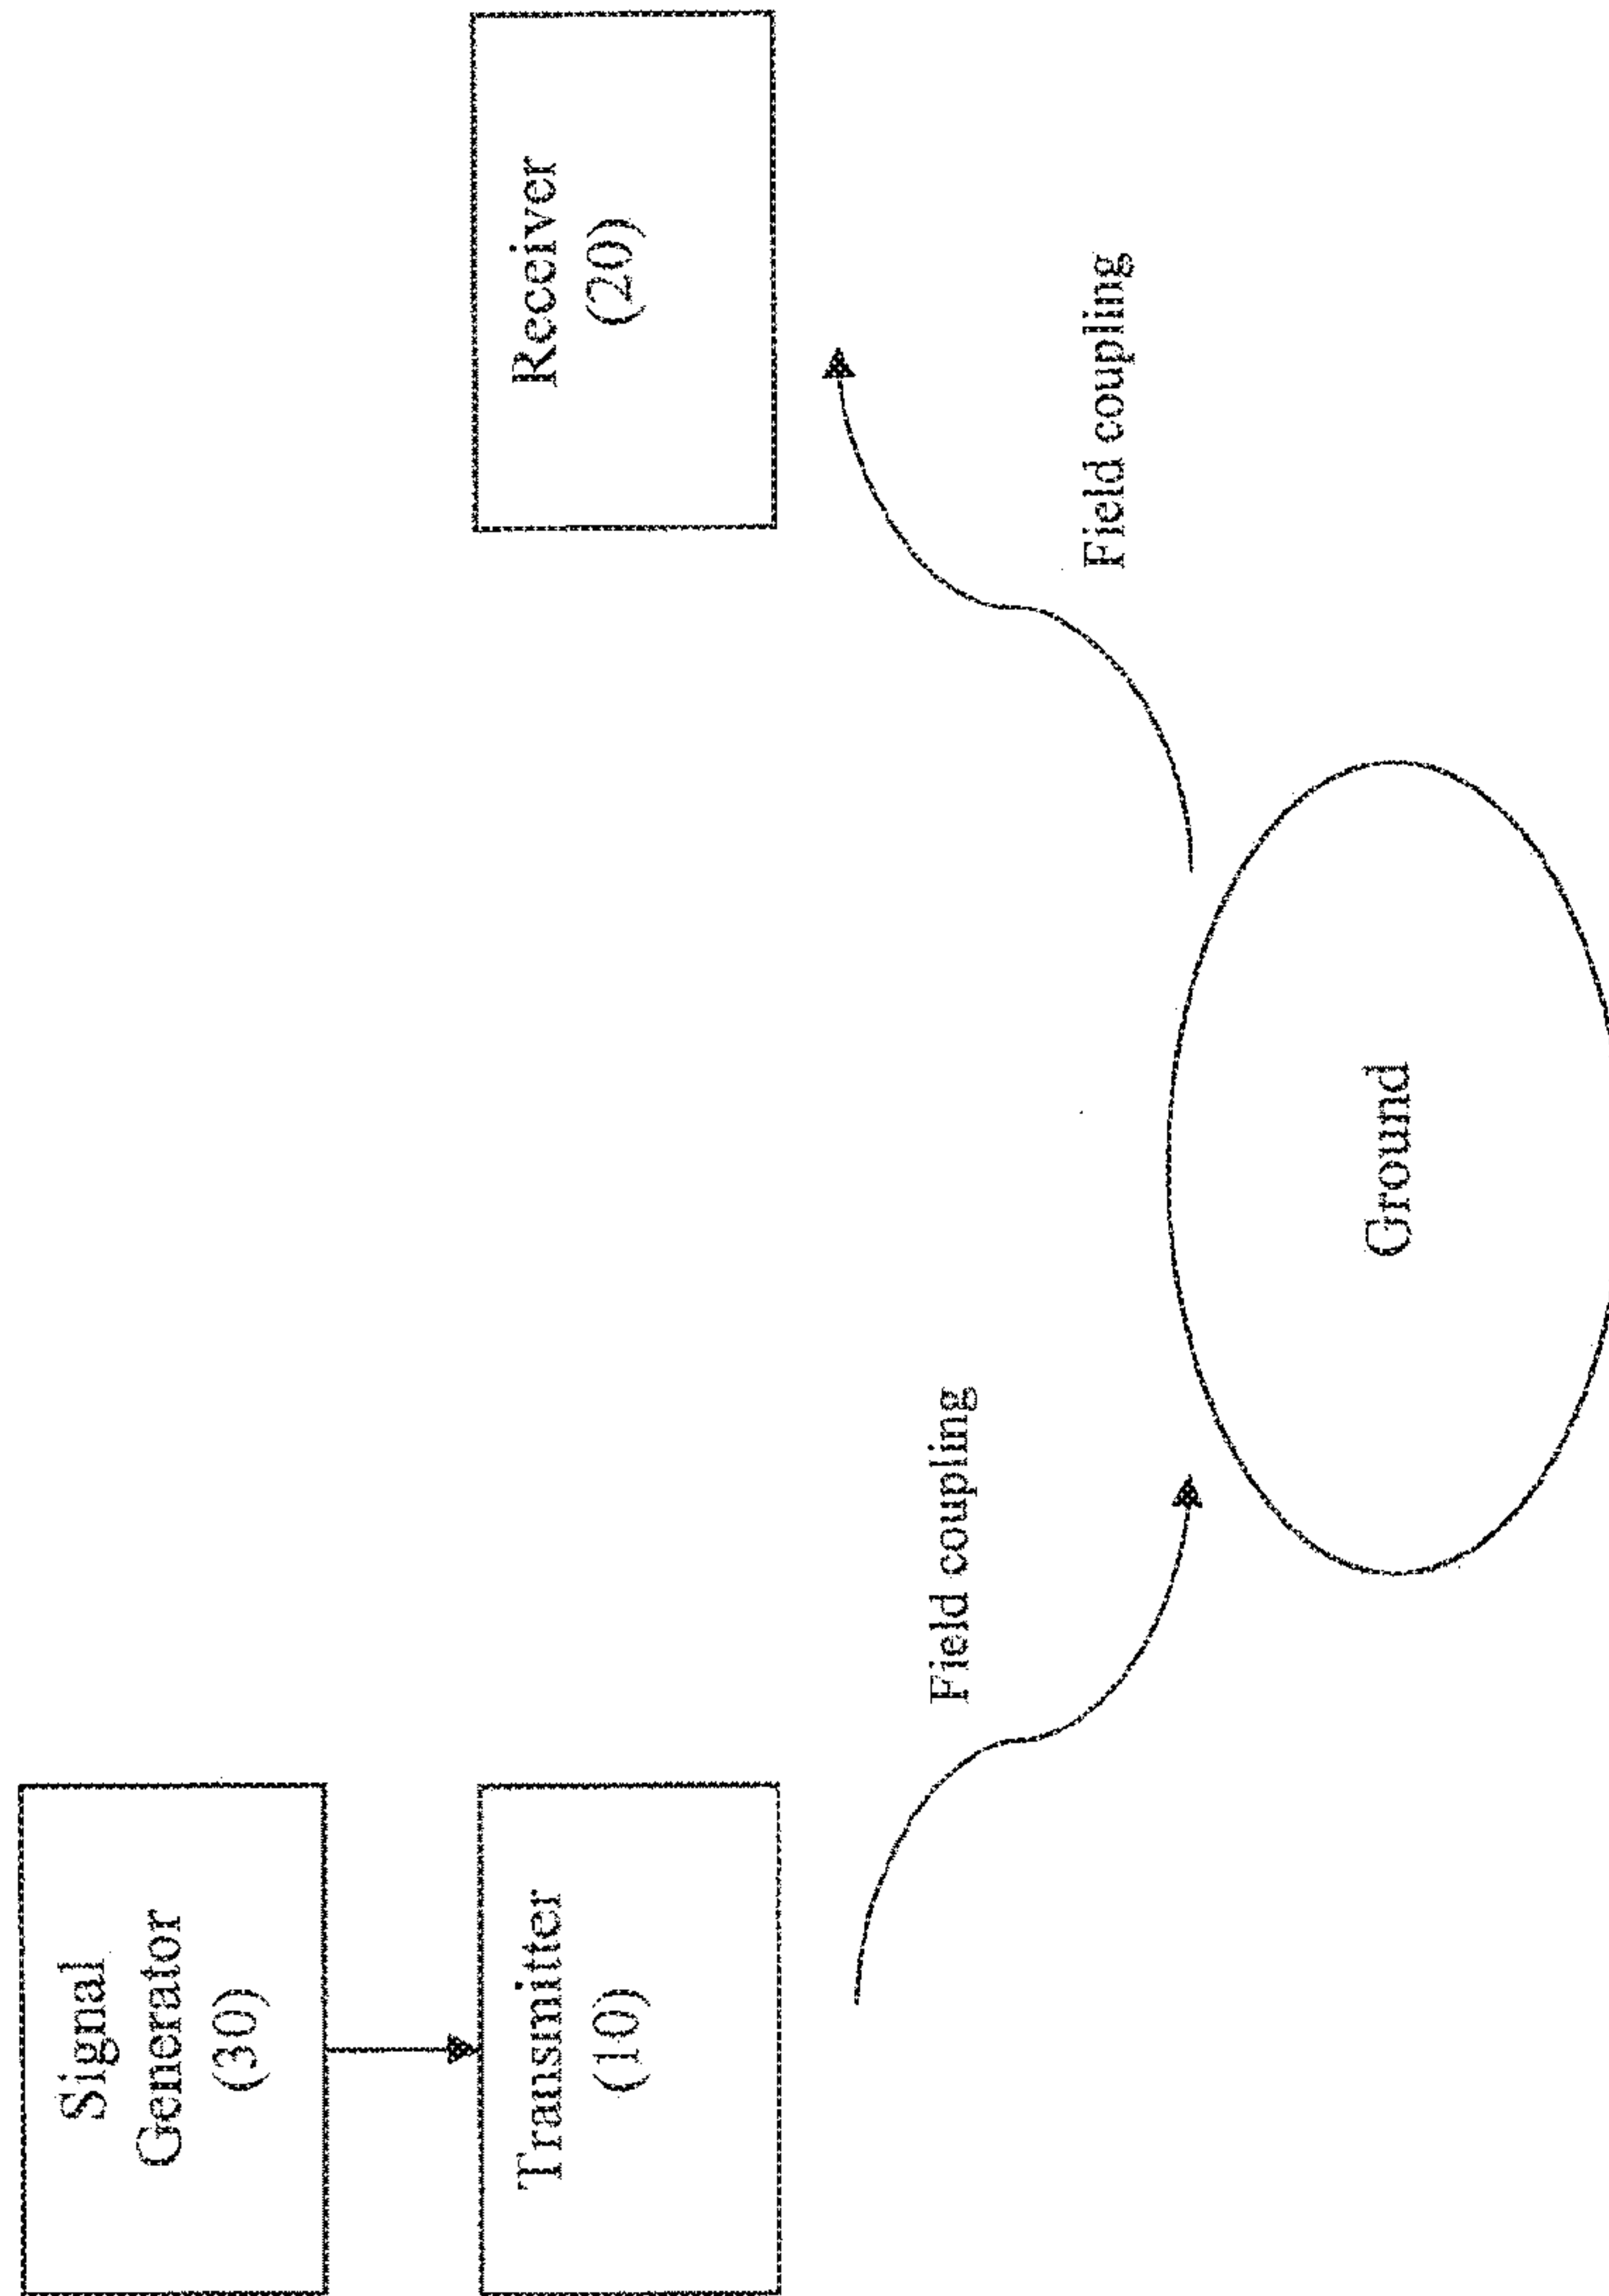 Signal
Generator
(30)
Transmitter
(10)
Field coupling
Ground
Field coupling
Receiver
(20)